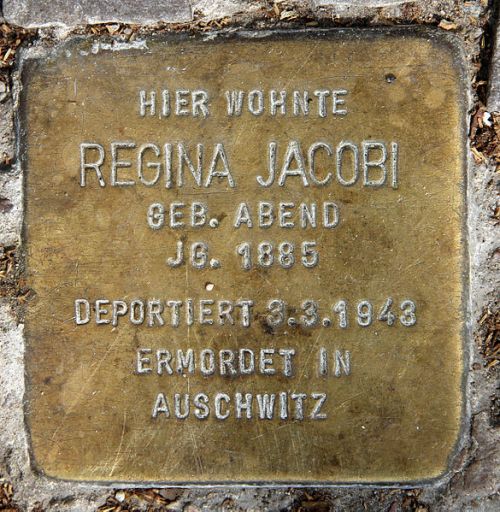 HIER WOHNTE
REGINA JACOBI
GEB. ABEND
JG. 1885
DEPORTIERT 3.3.1943
ERMORDET IN
AUSCHWITZ